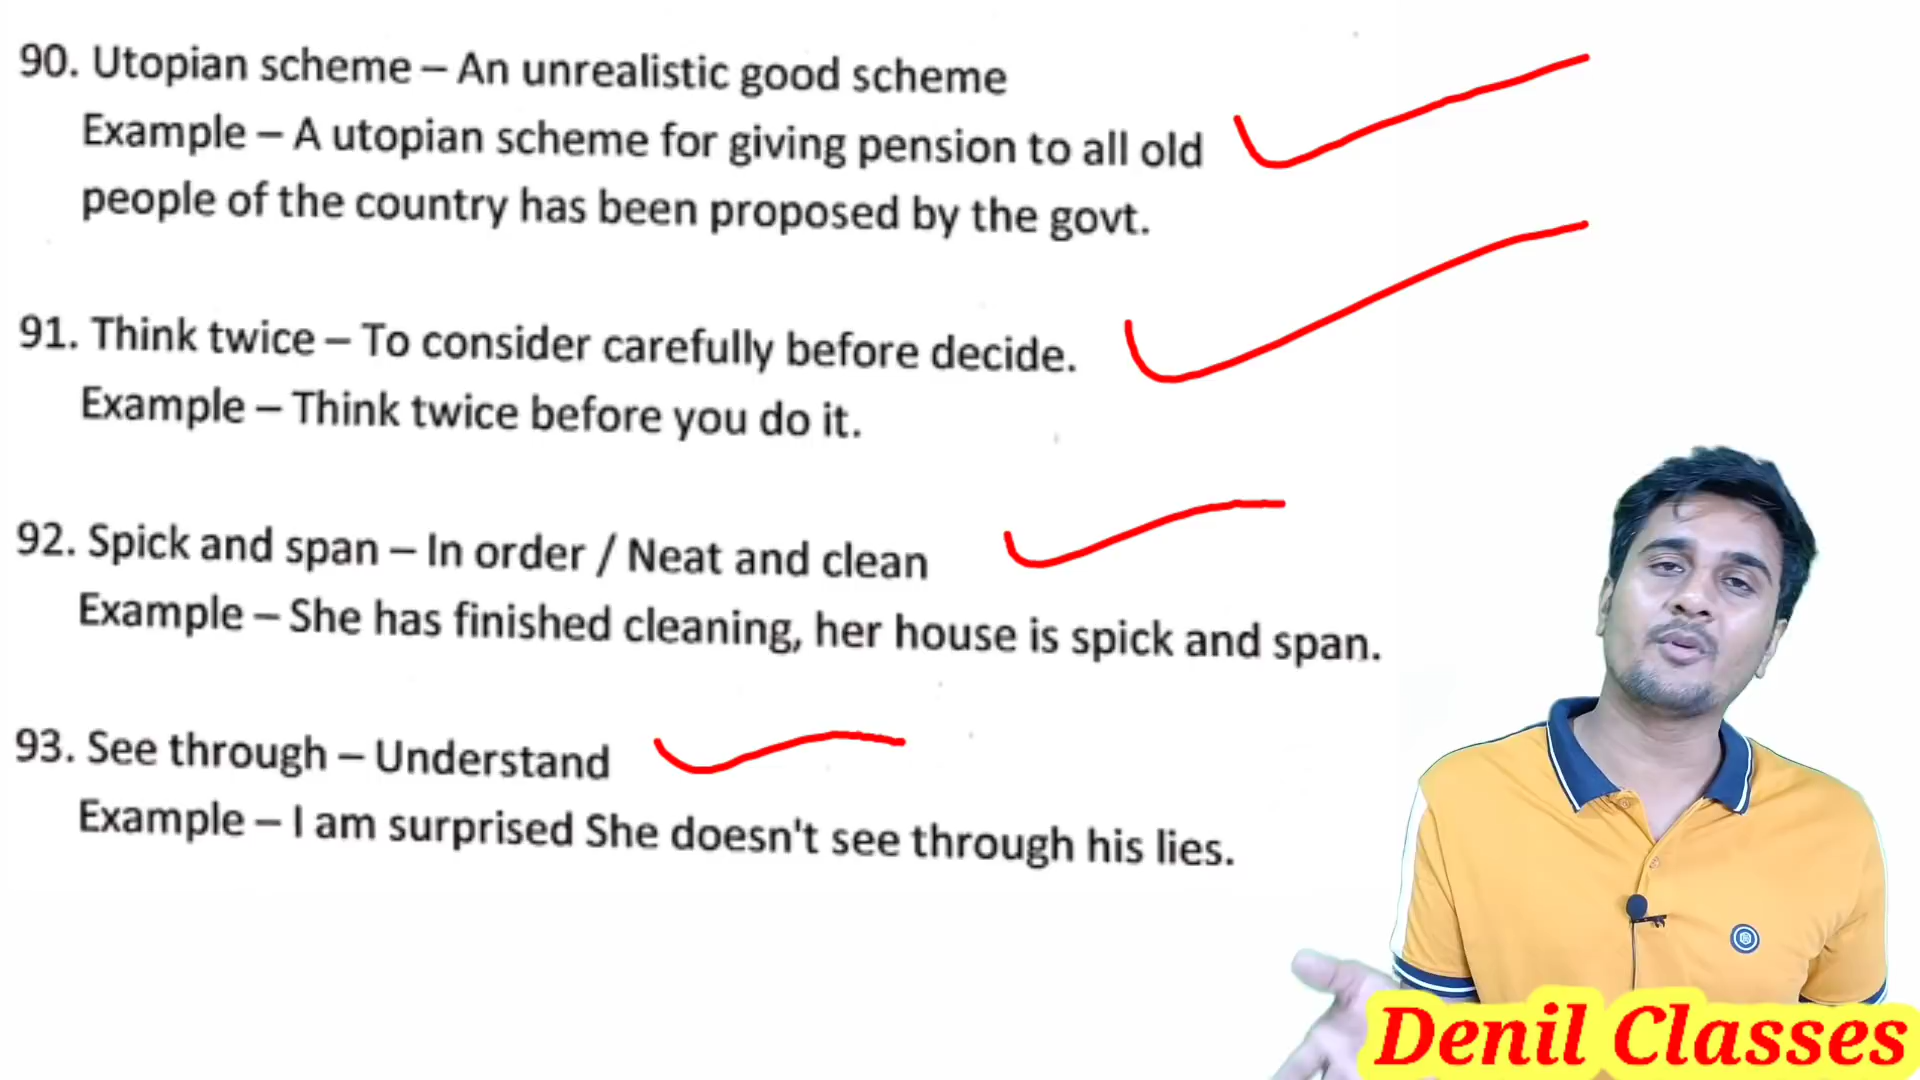 90. Utopian scheme – An unrealistic good scheme
Example – A utopian scheme for giving pension to all old
people of the country has been proposed by the govt.
91. Think twice – To consider carefully before decide.
Example – Think twice before you do it.
92. Spick and span – In order / Neat and clean
Example – She has finished cleaning, her house is spick and span.
93. See through – Understand
Example – I am surprised She doesn't see through his lies.
Denil Classes